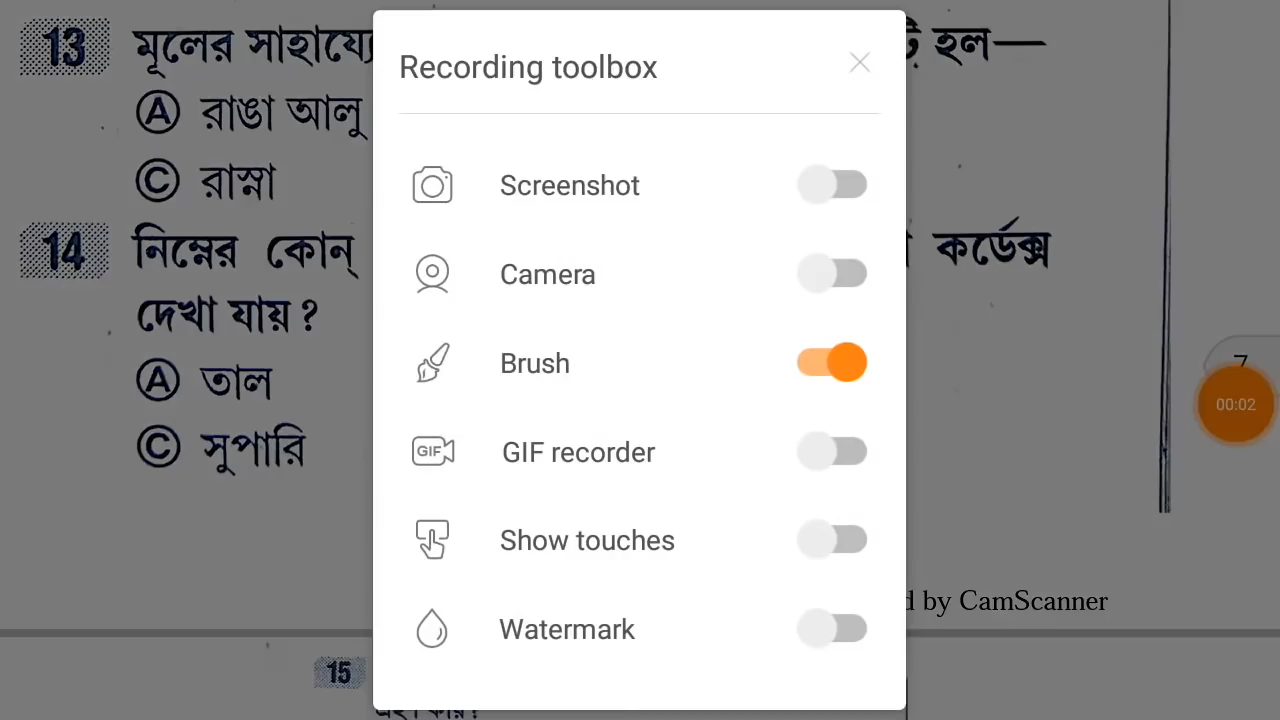 13 মূলের সাহায্যে
হল—
Ⓐ রাঙা আলু
Ⓒ রাস্না
14 নিম্নের কোন্
কর্ডেক্স
দেখা যায় ?
Ⓐ তাল
Ⓒ সুপারি
Recording toolbox
Screenshot
Camera
Brush
GIF GIF recorder
Show touches
Watermark
7
00:02
by CamScanner
15